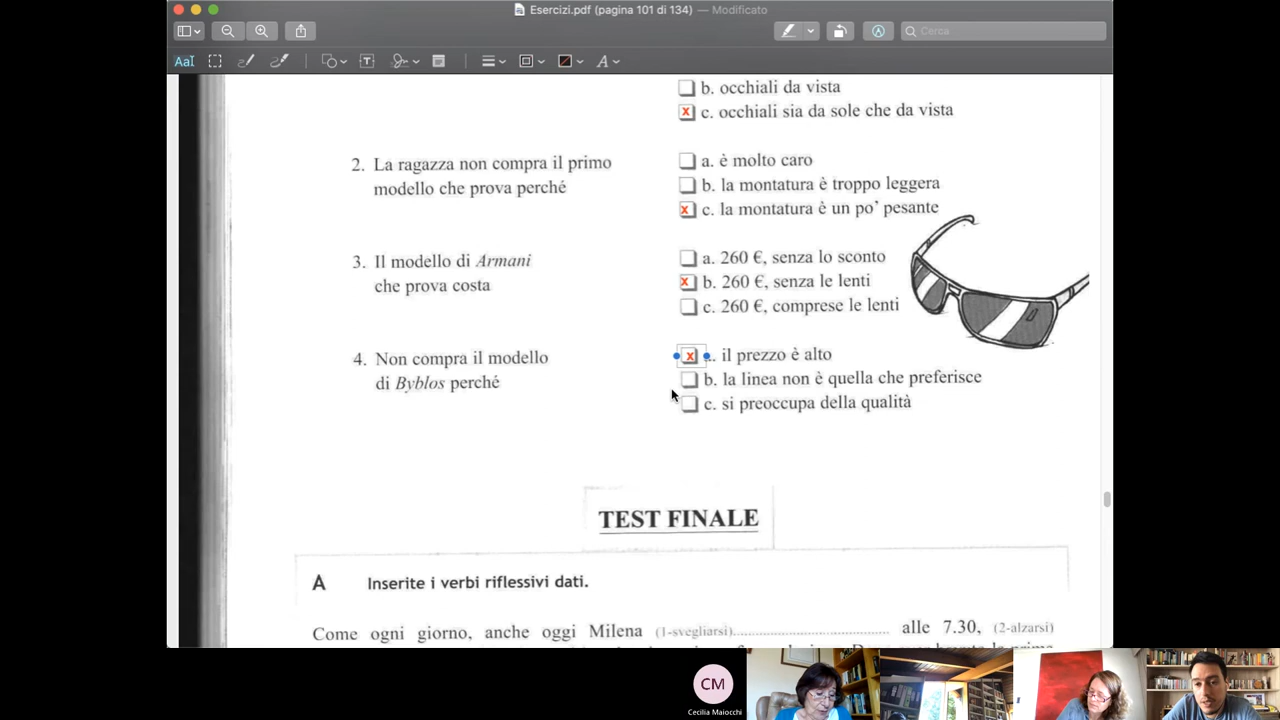 Esercizi.pdf (pagina 101 di 134) — Modificato
Cerca
AaI
A
b. occhiali da vista
x c. occhiali sia da sole che da vista
2. La ragazza non compra il primo
modello che prova perché
a. è molto caro
b. la montatura è troppo leggera
x c. la montatura è un po' pesante
3. Il modello di Armani
che prova costa
a. 260 €, senza lo sconto
x b. 260 €, senza le lenti
c. 260 €, comprese le lenti
4. Non compra il modello
di Byblos perché
x . il prezzo è alto
b. la linea non è quella che preferisce
c. si preoccupa della qualità
TEST FINALE
A Inserite i verbi riflessivi dati.
Come ogni giorno, anche oggi Milena (1-svegliarsi)....................................... alle 7.30, (2-alzarsi)
CM
Cecilia Maiocchi